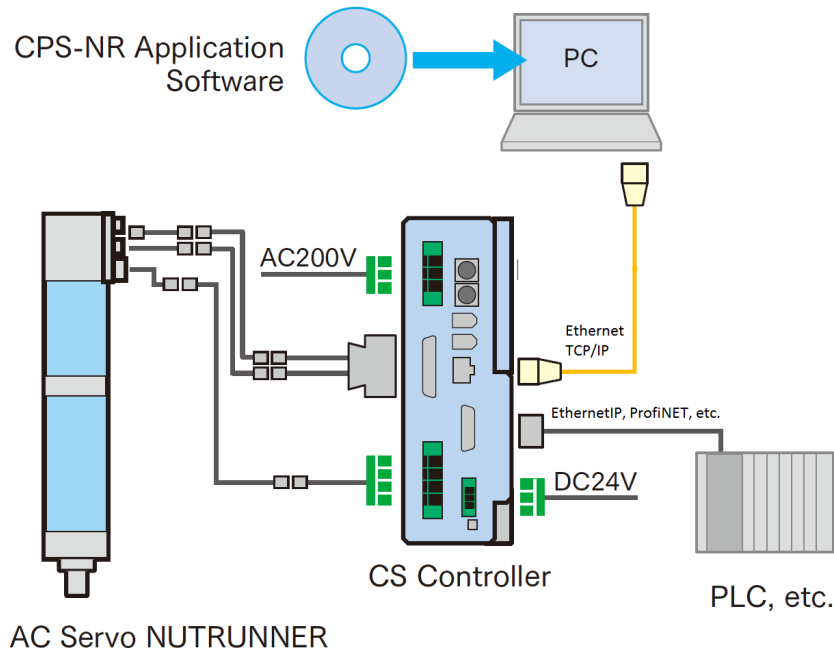 CPS-NR Application
Software
PC
AC200V
Ethernet
TCP/IP
EthernetIP, ProfiNET, etc.
DC24V
CS Controller
PLC, etc.
AC Servo NUTRUNNER